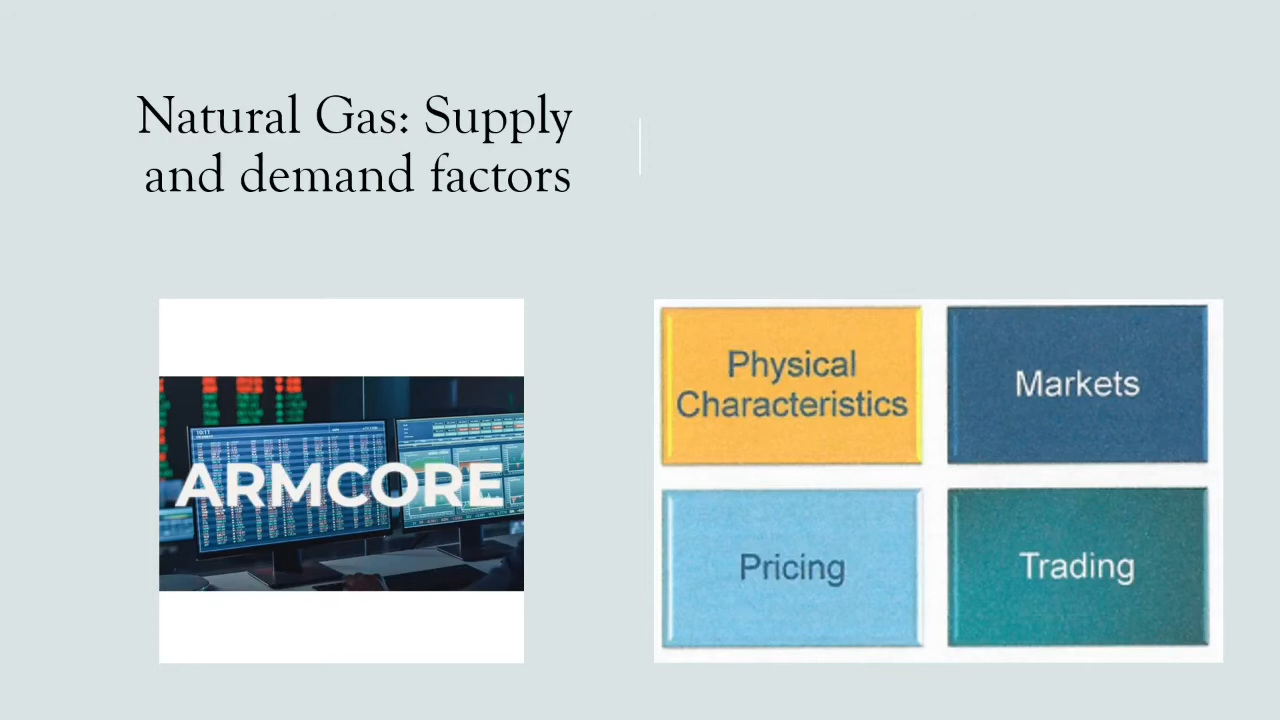 Natural Gas: Supply
and demand factors
ARMCORE
Physical
Characteristics
Markets
Pricing
Trading